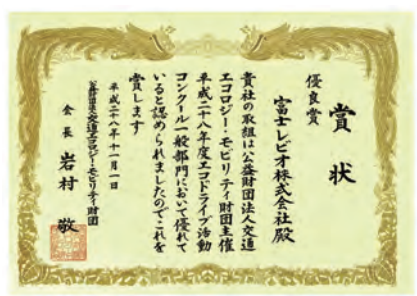 賞状
優良賞
富士レビオ株式会社殿
貴社の取組は公益財団法人交通
エコロジー・モビリティ財団主催
平成二十八年度エコドライブ活動
コンクール一般部門において優れて
いると認められましたのでこれを
賞します
平成二十八年十一月一日
公益財団法人交通エコロジー・モビリティ財団
会長 岩村 敬